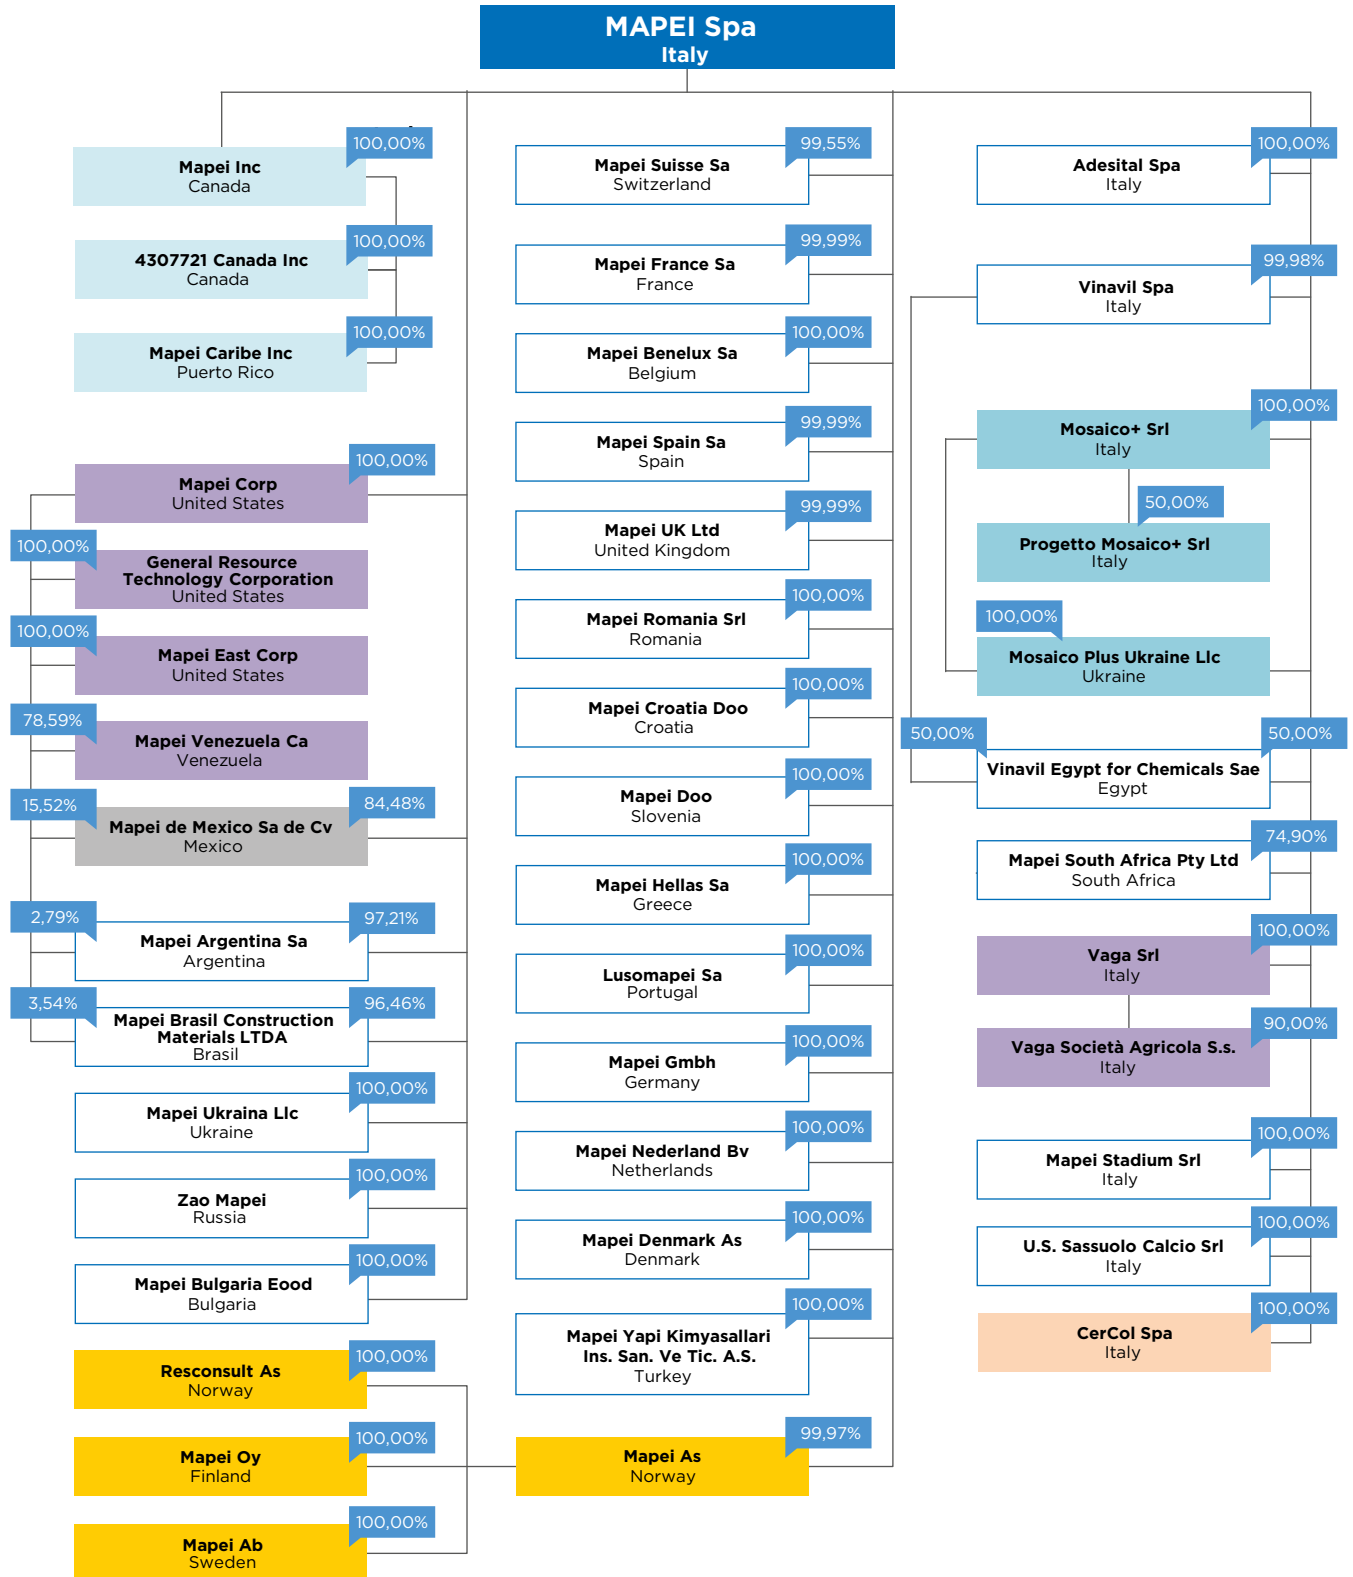 MAPEI Spa
Italy
100,00%
Mapei Inc
Canada
100,00%
4307721 Canada Inc
Canada
100,00%
Mapei Caribe Inc
Puerto Rico
100,00%
Mapei Corp
United States
100,00%
General Resource
Technology Corporation
United States
100,00%
Mapei East Corp
United States
78,59%
Mapei Venezuela Ca
Venezuela
15,52%
84,48%
Mapei de Mexico Sa de Cv
Mexico
2,79%
97,21%
Mapei Argentina Sa
Argentina
3,54%
96,46%
Mapei Brasil Construction
Materials LTDA
Brasil
100,00%
Mapei Ukraina Llc
Ukraine
100,00%
Zao Mapei
Russia
100,00%
Mapei Bulgaria Eood
Bulgaria
100,00%
Resconsult As
Norway
100,00%
Mapei Oy
Finland
100,00%
Mapei Ab
Sweden
99,55%
Mapei Suisse Sa
Switzerland
99,99%
Mapei France Sa
France
100,00%
Mapei Benelux Sa
Belgium
99,99%
Mapei Spain Sa
Spain
99,99%
Mapei UK Ltd
United Kingdom
100,00%
Mapei Romania Srl
Romania
100,00%
Mapei Croatia Doo
Croatia
100,00%
Mapei Doo
Slovenia
100,00%
Mapei Hellas Sa
Greece
100,00%
Lusomapei Sa
Portugal
100,00%
Mapei Gmbh
Germany
100,00%
Mapei Nederland Bv
Netherlands
100,00%
Mapei Denmark As
Denmark
100,00%
Mapei Yapi Kimyasallari
Ins. San. Ve Tic. A.S.
Turkey
99,97%
Mapei As
Norway
100,00%
Adesital Spa
Italy
99,98%
Vinavil Spa
Italy
100,00%
Mosaico+ Srl
Italy
50,00%
Progetto Mosaico+ Srl
Italy
100,00%
Mosaico Plus Ukraine Llc
Ukraine
50,00%
50,00%
Vinavil Egypt for Chemicals Sae
Egypt
74,90%
Mapei South Africa Pty Ltd
South Africa
100,00%
Vaga Srl
Italy
90,00%
Vaga Società Agricola S.s.
Italy
100,00%
Mapei Stadium Srl
Italy
100,00%
U.S. Sassuolo Calcio Srl
Italy
100,00%
CerCol Spa
Italy